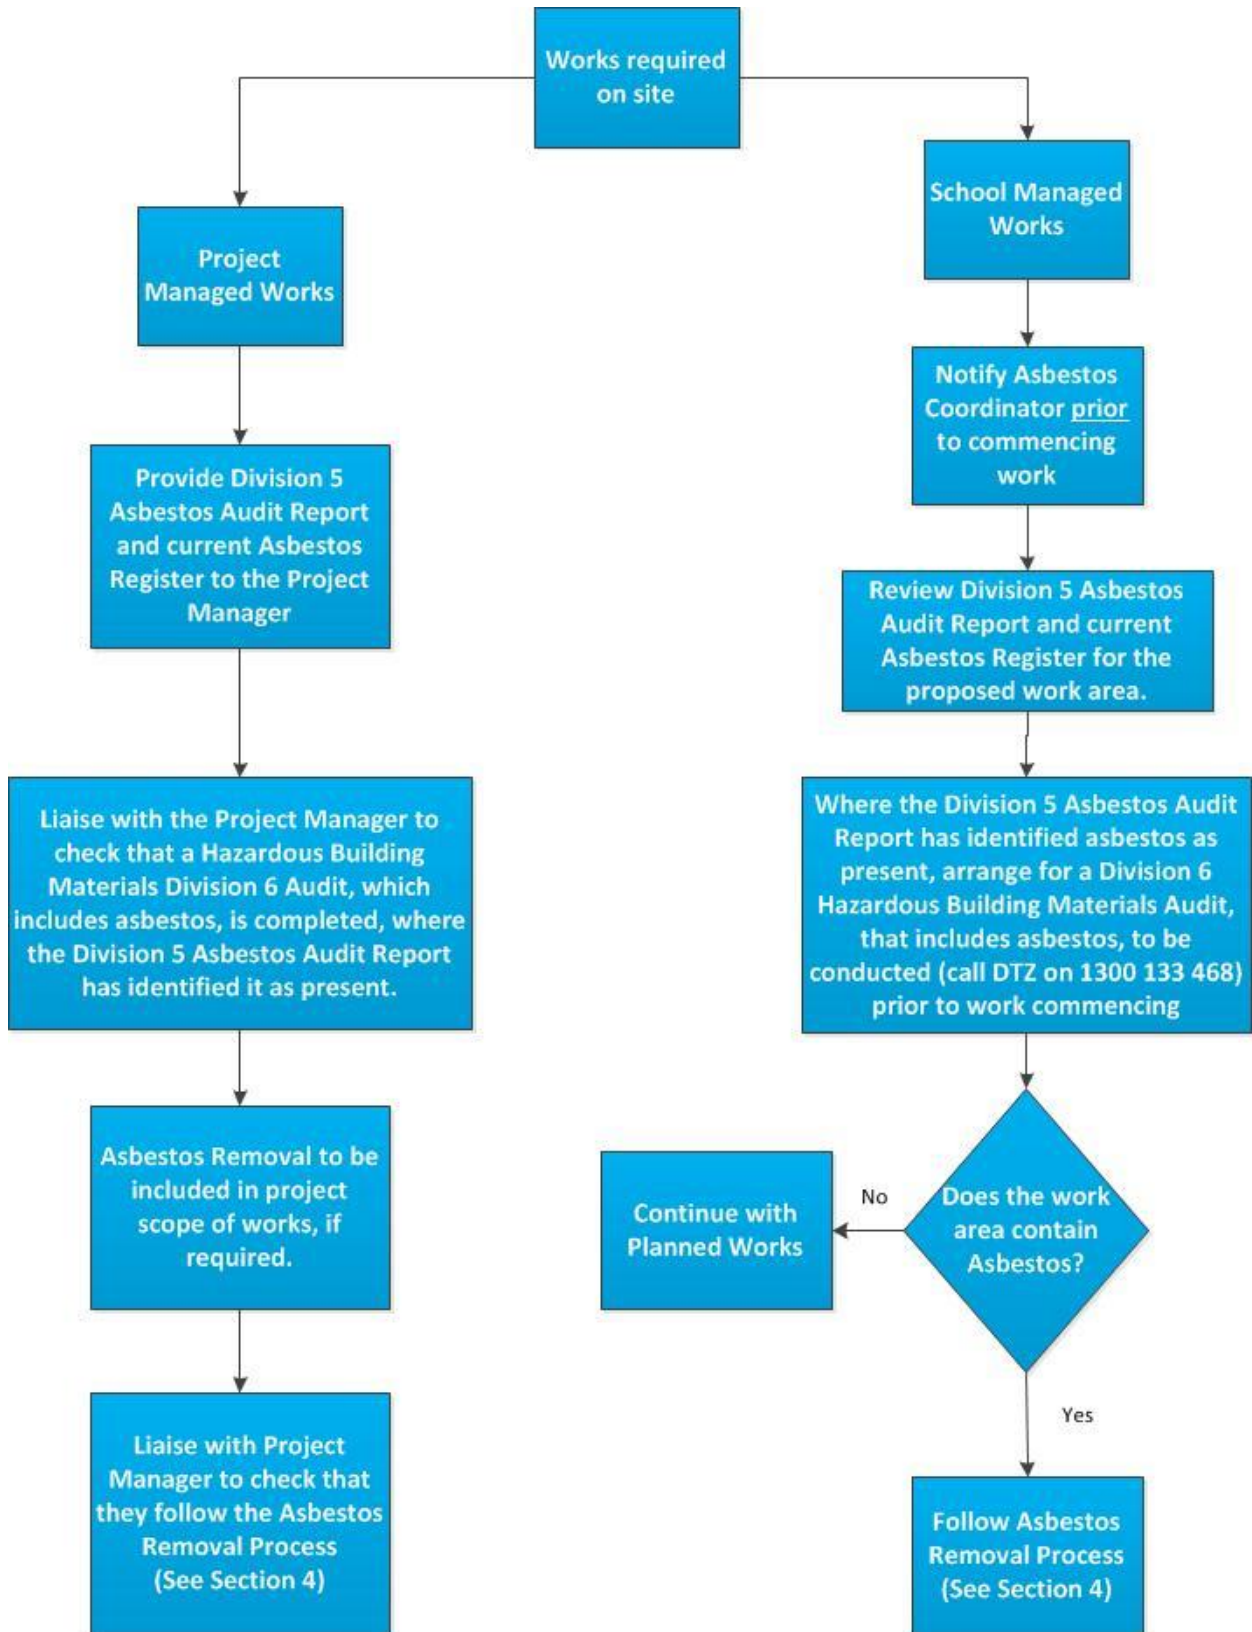 Works required
on site
Project
Managed Works
Provide Division 5
Asbestos Audit Report
and current Asbestos
Register to the Project
Manager
Liaise with the Project Manager to
check that a Hazardous Building
Materials Division 6 Audit, which
includes asbestos, is completed, where
the Division 5 Asbestos Audit Report
has identified it as present.
Asbestos Removal to be
included in project
scope of works, if
required.
Liaise with Project
Manager to check that
they follow the Asbestos
Removal Process
(See Section 4)
School Managed
Works
Notify Asbestos
Coordinator prior
to commencing
work
Review Division 5 Asbestos
Audit Report and current
Asbestos Register for the
proposed work area.
Where the Division 5 Asbestos Audit
Report has identified asbestos as
present, arrange for a Division 6
Hazardous Building Materials Audit,
that includes asbestos, to be
conducted (call DTZ on 1300 133 468)
prior to work commencing
Does the work
area contain
Asbestos?
No
Continue with
Planned Works
Yes
Follow Asbestos
Removal Process
(See Section 4)